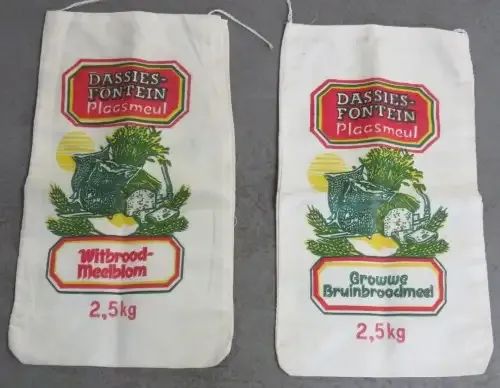 DASSIES-
FONTEIN
Plaasmeul
Witbrood-
Meelblom
2,5kg
DASSIES-
FONTEIN
Plaasmeul
Growwe
Bruinbroodmeel
2,5kg